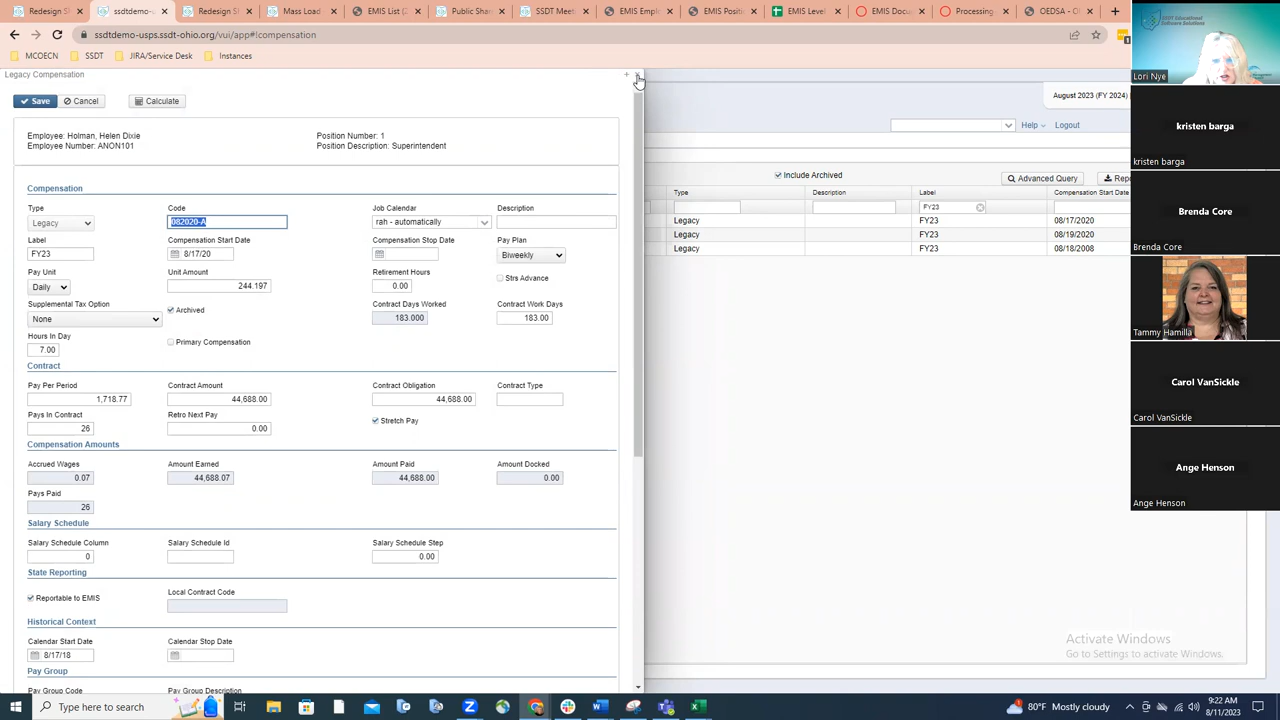 Redesig
Redesig
Mass Load
EMIS List (
Public Shar
SSDT Meet
EMIS Empl
EMIS Level
EMIS Docu
Processing
OEDSA - O
ssdtdemo-usps.ssdt-ohio.org/vui/app#!compensation
MCOECN
SSDT
JIRA/Service Desk
Instances
Legacy Compensation
Save
Cancel
Calculate
August 2023 (FY 2024)
Help
Logout
Employee: Holman, Helen Dixie
Position Number: 1
Employee Number: ANON101
Position Description: Superintendent
Include Archived
Advanced Query
Repo
Type
Description
Label
Compensation Start Date
FY23
Legacy
FY23
08/17/2020
Legacy
FY23
08/19/2020
Legacy
FY23
08/18/2008
Compensation
Type
Code
Job Calendar
Description
Legacy
082020-A
rah - automatically
Label
Compensation Start Date
Compensation Stop Date
Pay Plan
FY23
8/17/20
Biweekly
Pay Unit
Unit Amount
Retirement Hours
Strs Advance
Daily
244.197
0.00
Supplemental Tax Option
Archived
Contract Days Worked
Contract Work Days
None
183.000
183.00
Hours In Day
Primary Compensation
7.00
Contract
Pay Per Period
Contract Amount
Contract Obligation
Contract Type
1,718.77
44,688.00
44,688.00
Pays In Contract
Retro Next Pay
Stretch Pay
26
0.00
Compensation Amounts
Accrued Wages
Amount Earned
Amount Paid
Amount Docked
0.07
44,688.07
44,688.00
0.00
Pays Paid
26
Salary Schedule
Salary Schedule Column
Salary Schedule Id
Salary Schedule Step
0
0.00
State Reporting
Reportable to EMIS
Local Contract Code
Historical Context
Calendar Start Date
Calendar Stop Date
8/17/18
Pay Group
Pay Group Code
Pay Group Description
Lori Nye
kristen barga
kristen barga
Brenda Core
Brenda Core
Tammy Hamilla
Carol VanSickle
Carol VanSickle
Ange Henson
Ange Henson
Activate Windows
Go to Settings to activate Windows.
Type here to search
80°F Mostly cloudy
9:22 AM
8/11/2023